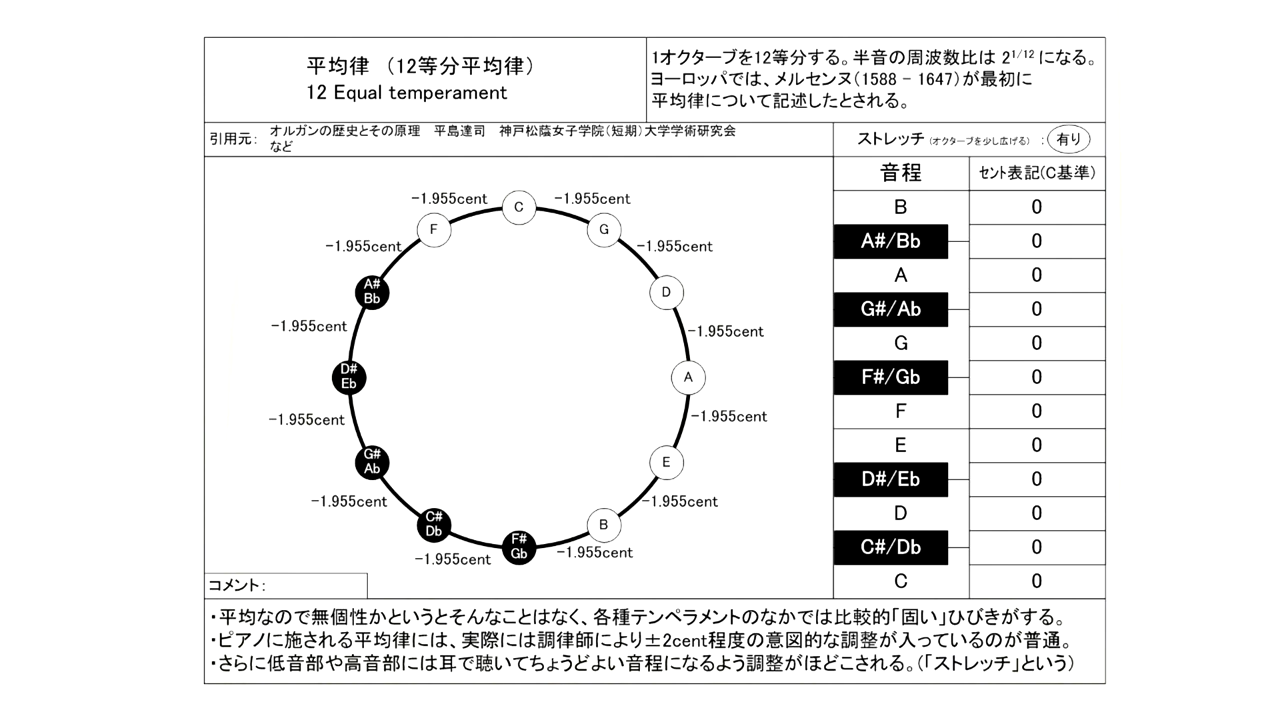 平均律 （12等分平均律）
12 Equal temperament
1オクターブを12等分する。半音の周波数比は 2^1/12 になる。
ヨーロッパでは、メルセンヌ（1588 − 1647）が最初に
平均律について記述したとされる。
引用元: オルガンの歴史とその原理 平島達司 神戸松蔭女子学院（短期）大学学術研究会
など
ストレッチ （オクターブを少し広げる） : 有り
音程 セント表記（C基準）
B 0
A#/Bb 0
A 0
G#/Ab 0
G 0
F#/Gb 0
F 0
E 0
D#/Eb 0
D 0
C#/Db 0
C 0
C
-1.955cent
G
-1.955cent
D
-1.955cent
A
-1.955cent
E
-1.955cent
B
-1.955cent
F#
Gb
-1.955cent
C#
Db
-1.955cent
G#
Ab
-1.955cent
D#
Eb
-1.955cent
A#
Bb
-1.955cent
F
-1.955cent
コメント:
・平均なので無個性かというとそんなことはなく、各種テンペラメントのなかでは比較的「固い」ひびきがする。
・ピアノに施される平均律には、実際には調律師により±2cent程度の意図的な調整が入っているのが普通。
・さらに低音部や高音部には耳で聴いてちょうどよい音程になるよう調整がほどこされる。（「ストレッチ」という）